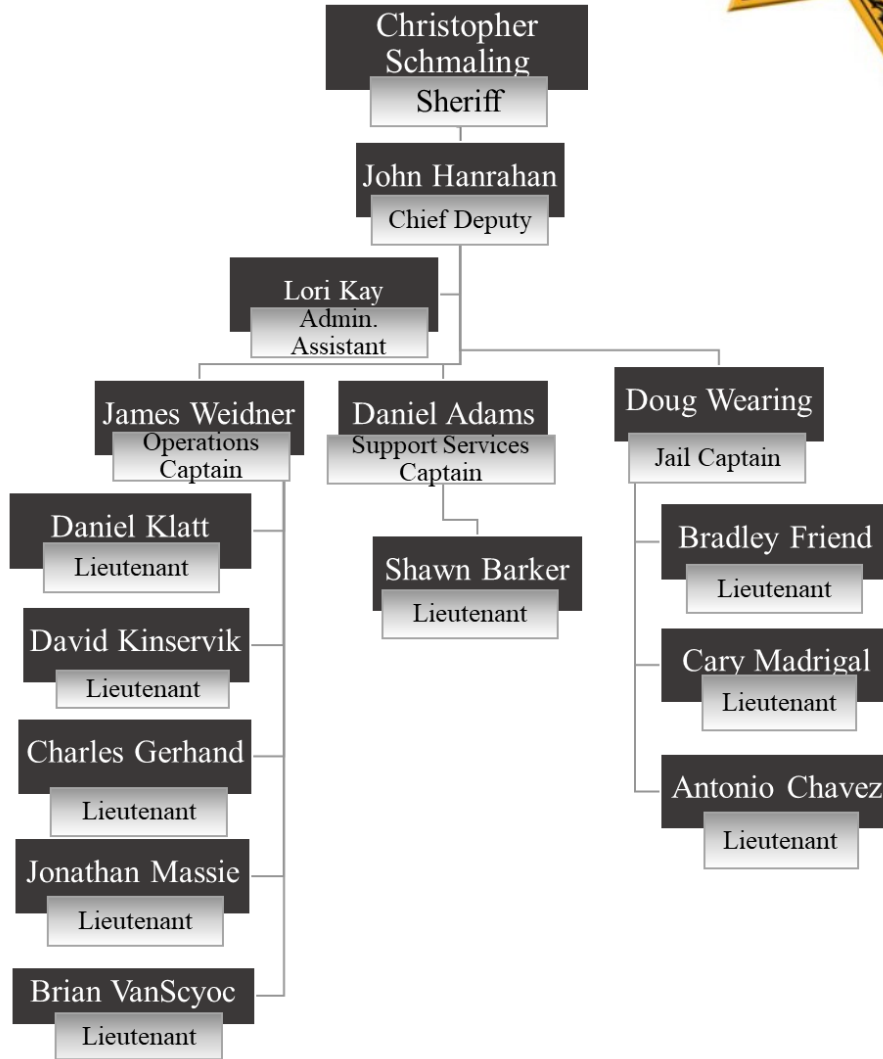 Christopher
Schmaling
Sheriff
John Hanrahan
Chief Deputy
Lori Kay
Admin.
Assistant
James Weidner
Operations
Captain
Daniel Adams
Support Services
Captain
Doug Wearing
Jail Captain
Daniel Klatt
Lieutenant
David Kinservik
Lieutenant
Charles Gerhand
Lieutenant
Jonathan Massie
Lieutenant
Brian VanScyoc
Lieutenant
Shawn Barker
Lieutenant
Bradley Friend
Lieutenant
Cary Madrigal
Lieutenant
Antonio Chavez
Lieutenant